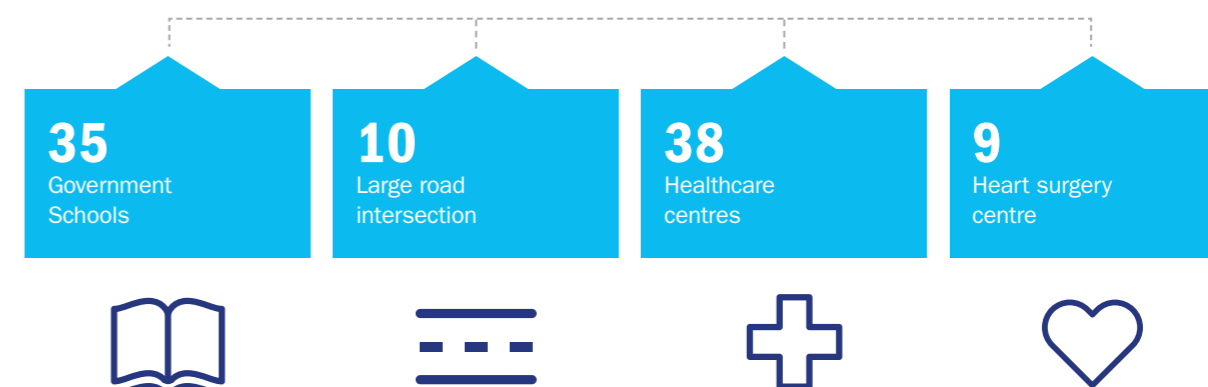 35
Government
Schools
10
Large road
intersection
38
Healthcare
centres
9
Heart surgery
centre